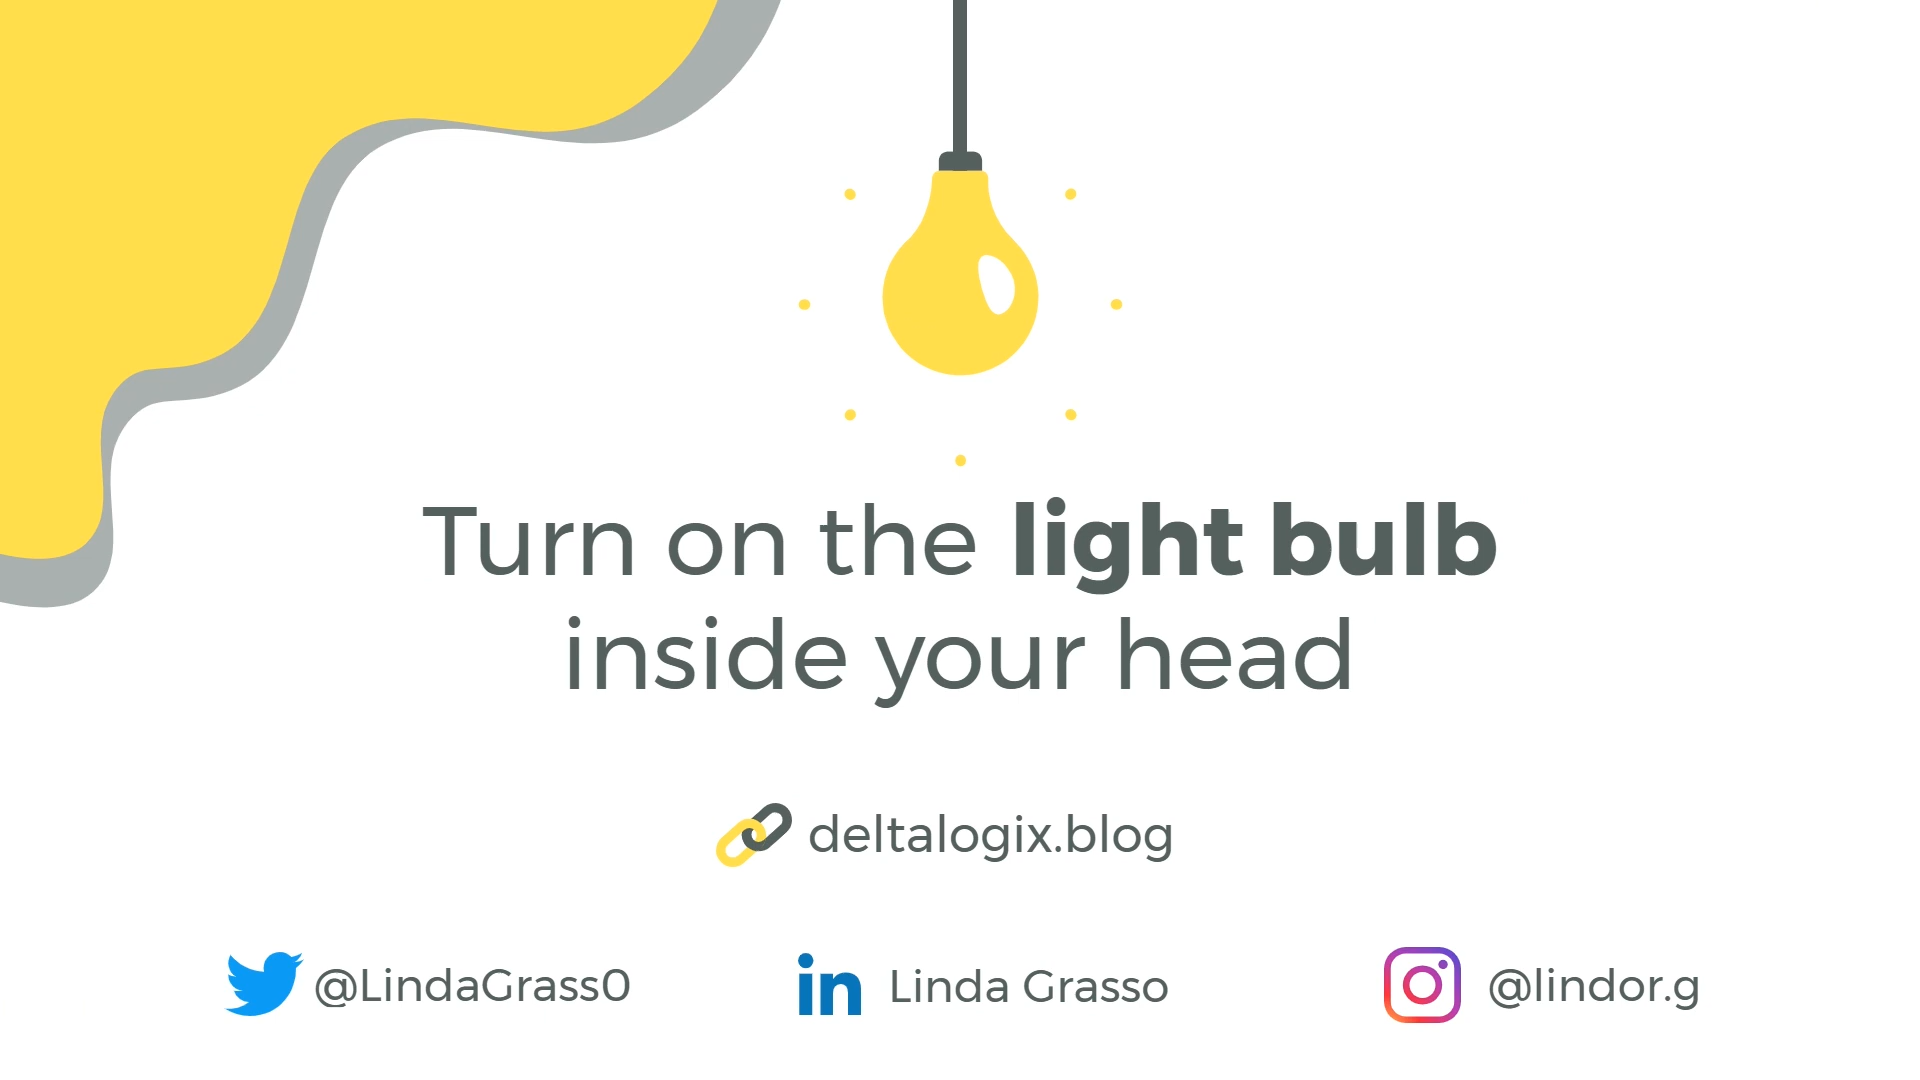 Turn on the light bulb
inside your head
deltalogix.blog
@LindaGrass0
in Linda Grasso
@lindor.g